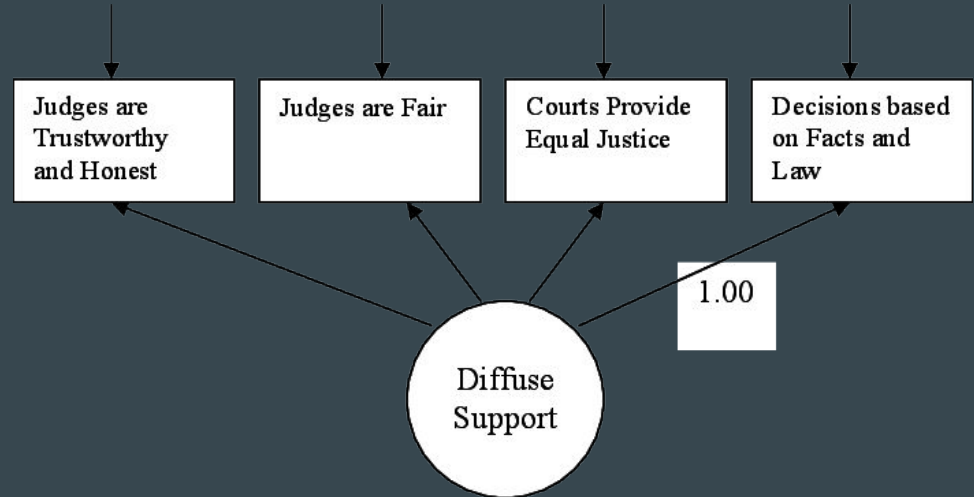 Judges are
Trustworthy
and Honest
Judges are Fair
Courts Provide
Equal Justice
Decisions based
on Facts and
Law
1.00
Diffuse
Support